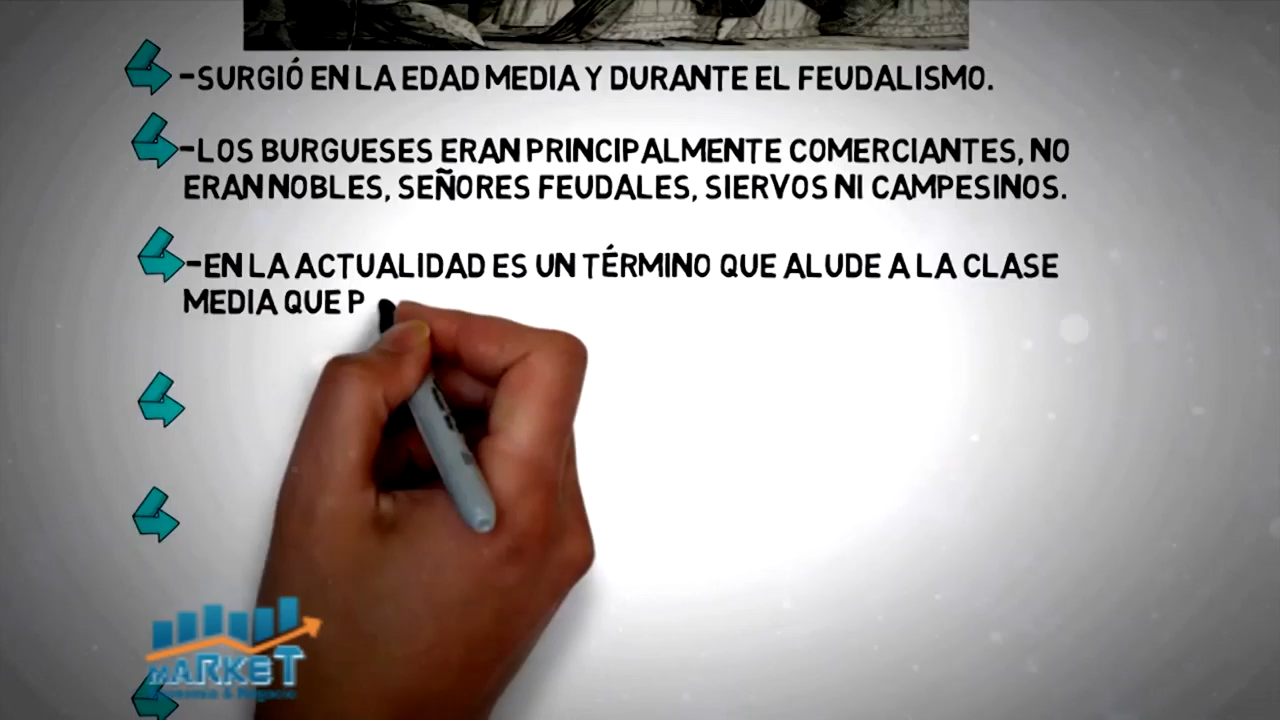 -SURGIÓ EN LA EDAD MEDIA Y DURANTE EL FEUDALISMO.
-LOS BURGUESES ERAN PRINCIPALMENTE COMERCIANTES, NO
ERAN NOBLES, SEÑORES FEUDALES, SIERVOS NI CAMPESINOS.
-EN LA ACTUALIDAD ES UN TÉRMINO QUE ALUDE A LA CLASE
MEDIA QUE P
MARKET